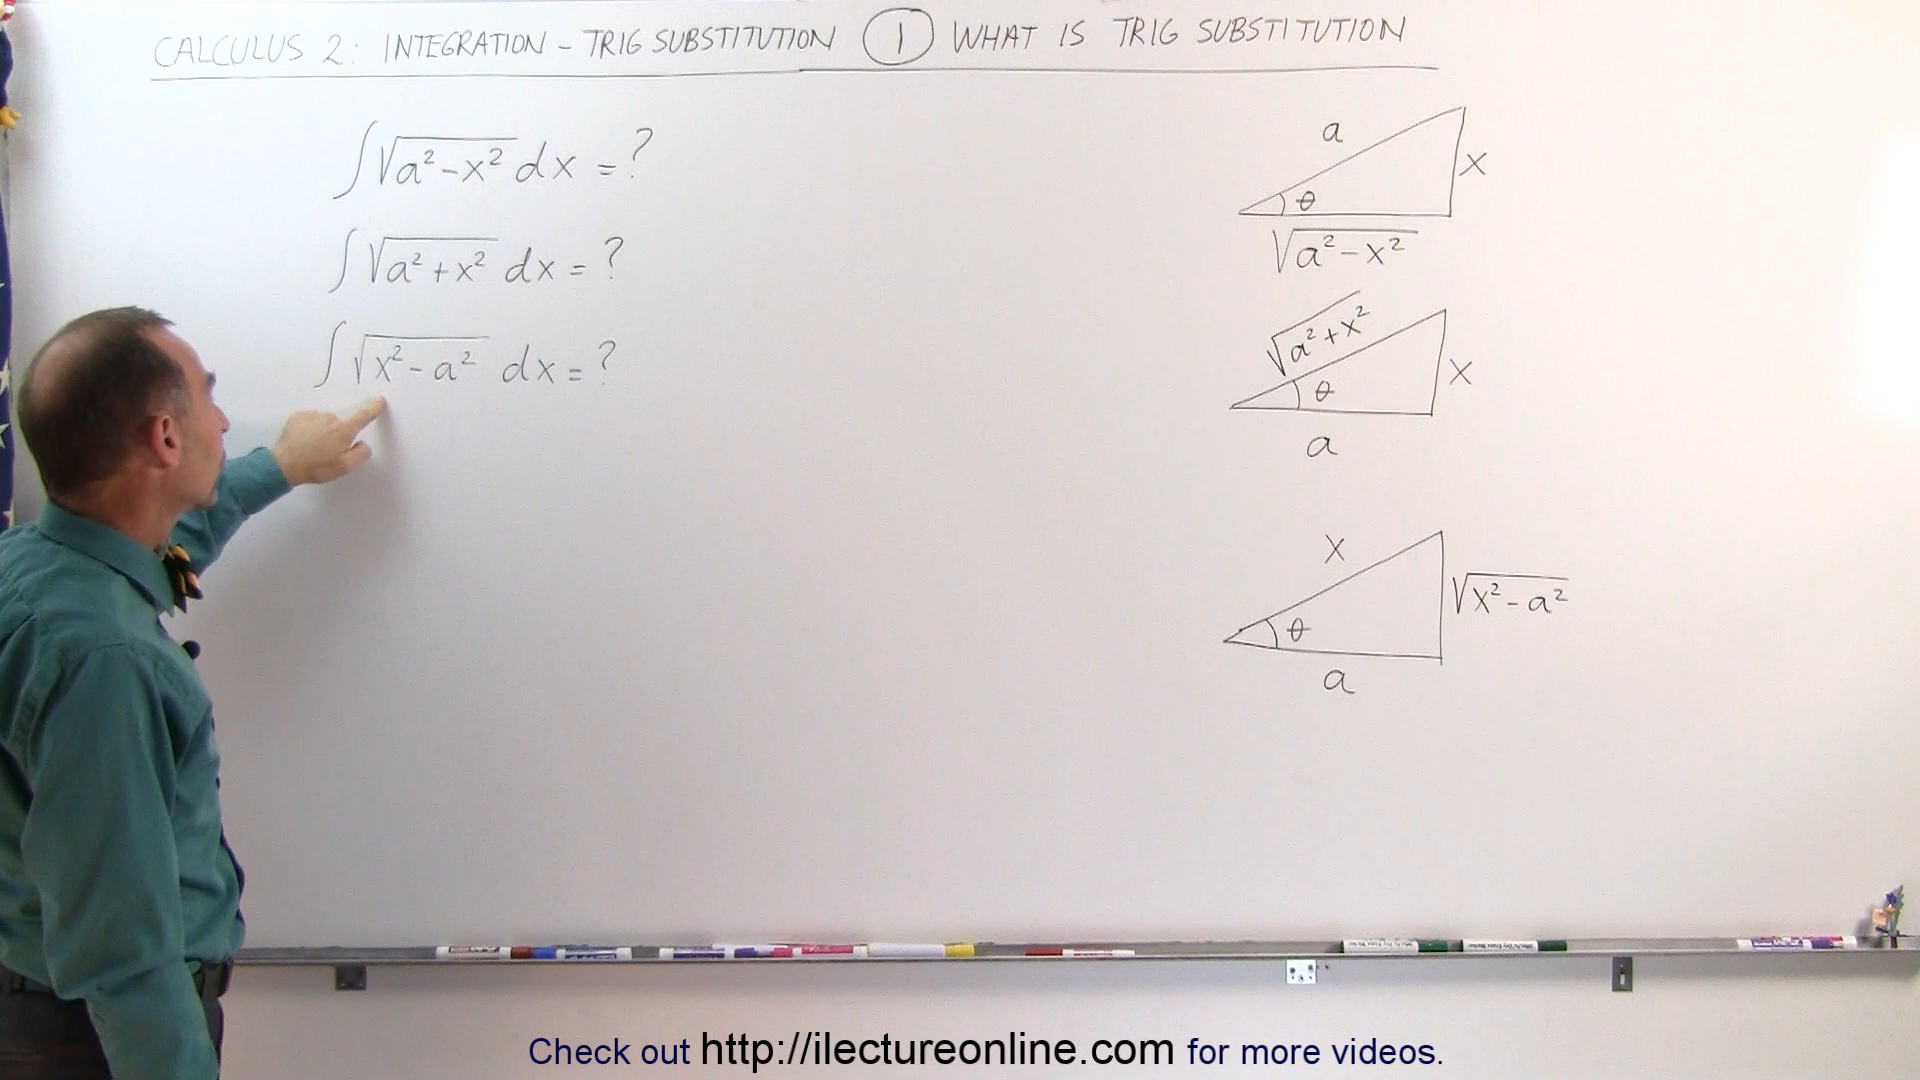 CALCULUS 2: INTEGRATION - TRIG SUBSTITUTION ① WHAT IS TRIG SUBSTITUTION
∫√(a²-x²) dx = ?
∫√(a²+x²) dx = ?
∫√(x²-a²) dx = ?
a
x
θ
√(a²-x²)
√(a²+x²)
x
θ
a
x
√(x²-a²)
θ
a
Check out http://ilectureonline.com for more videos.